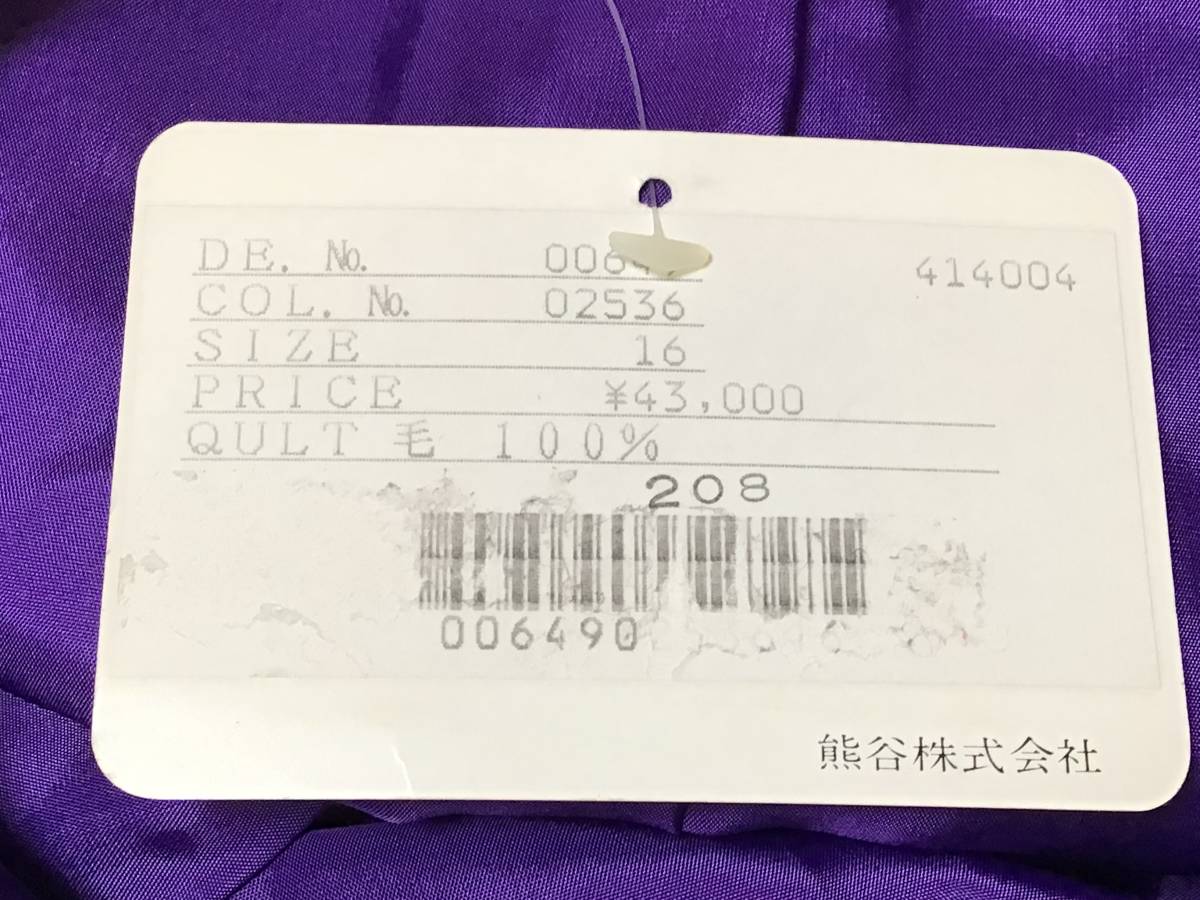 DE. No. 0064
414004
COL. No. 02536
SIZE 16
PRICE ¥43,000
QULT 毛 100%
208
006490
熊谷株式会社